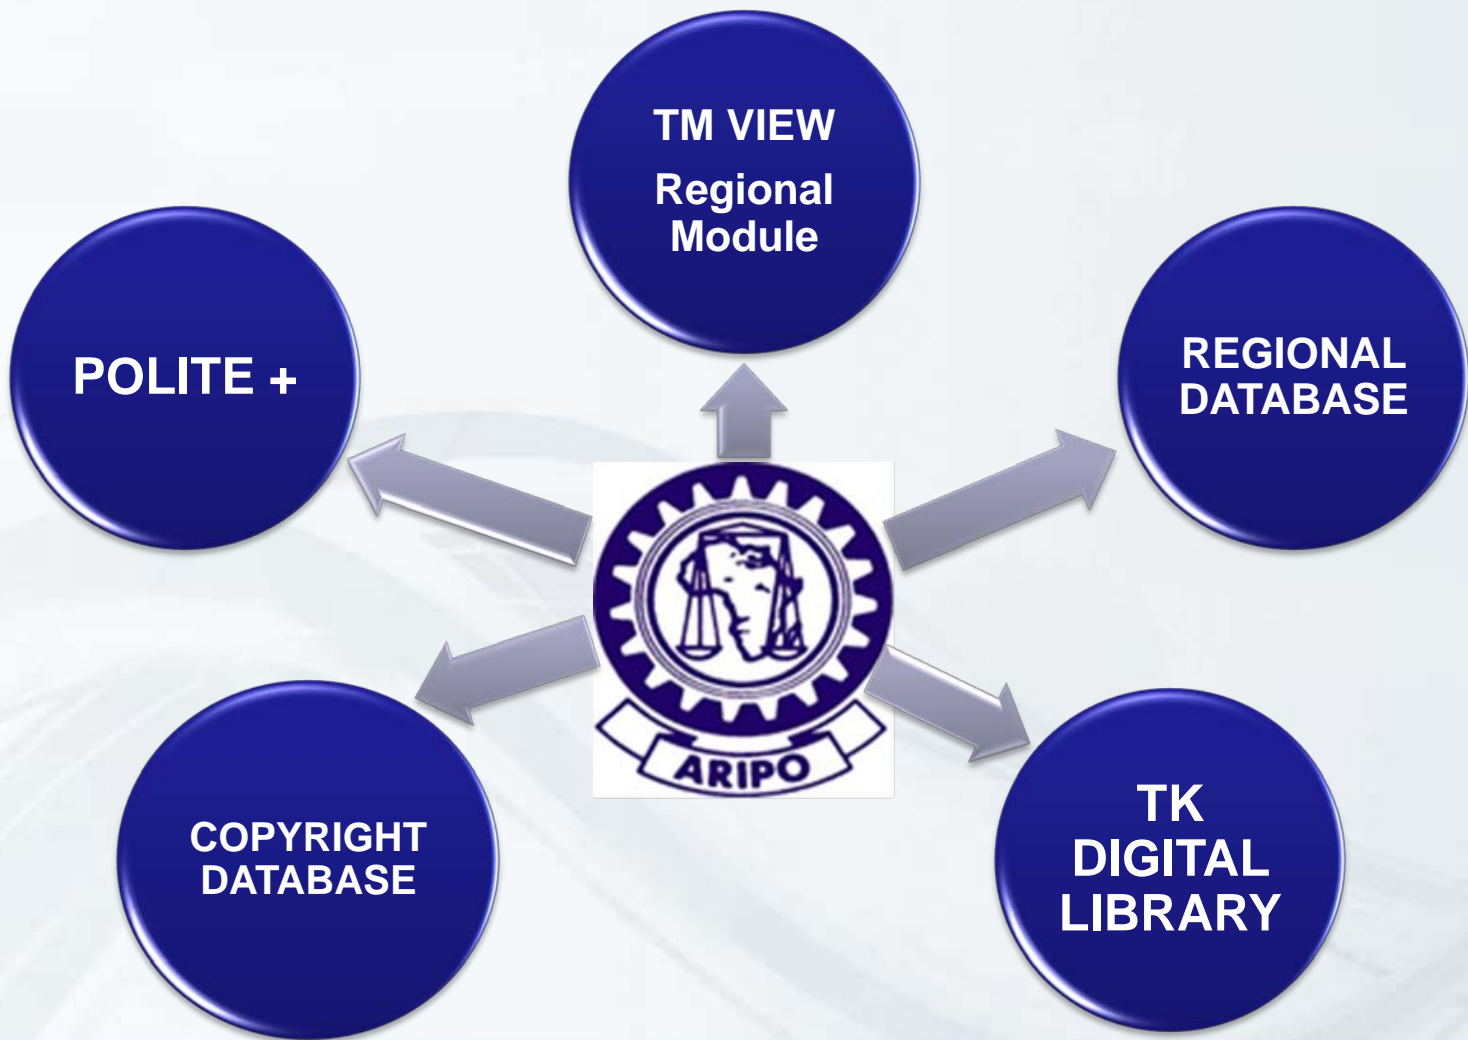 TM VIEW
Regional
Module
POLITE +
REGIONAL
DATABASE
ARIPO
COPYRIGHT
DATABASE
TK
DIGITAL
LIBRARY